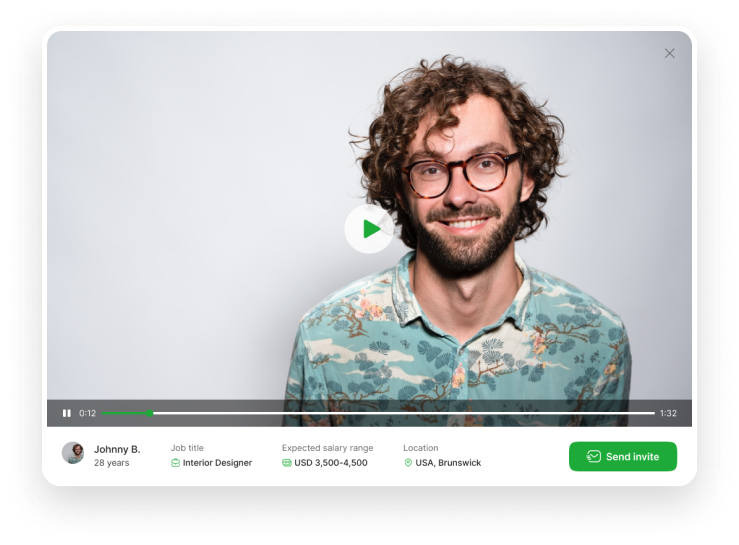 0:12
1:32
Johnny B.
28 years
Job title
Interior Designer
Expected salary range
USD 3,500-4,500
Location
USA, Brunswick
Send invite